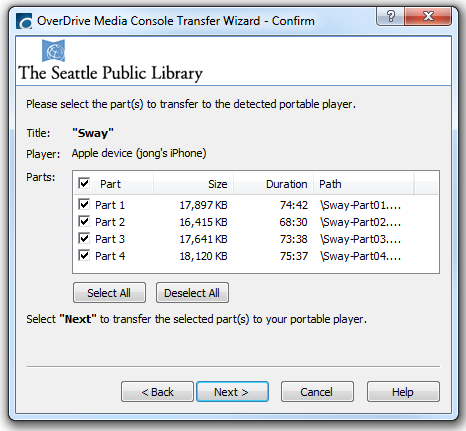 OverDrive Media Console Transfer Wizard - Confirm
The Seattle Public Library
Please select the part(s) to transfer to the detected portable player.
Title: "Sway"
Player: Apple device (jong's iPhone)
Parts:
Part Size Duration Path
Part 1 17,897 KB 74:42 \Sway-Part01....
Part 2 16,415 KB 68:30 \Sway-Part02....
Part 3 17,641 KB 73:38 \Sway-Part03....
Part 4 18,120 KB 75:37 \Sway-Part04....
Select All Deselect All
Select "Next" to transfer the selected part(s) to your portable player.
< Back Next > Cancel Help